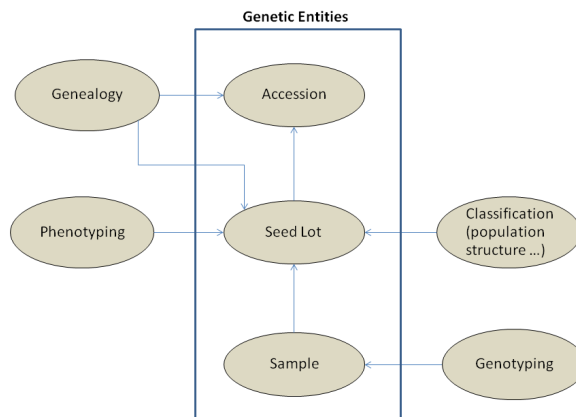 Genetic Entities
Genealogy
Accession
Phenotyping
Seed Lot
Classification
(population
structure ...)
Sample
Genotyping